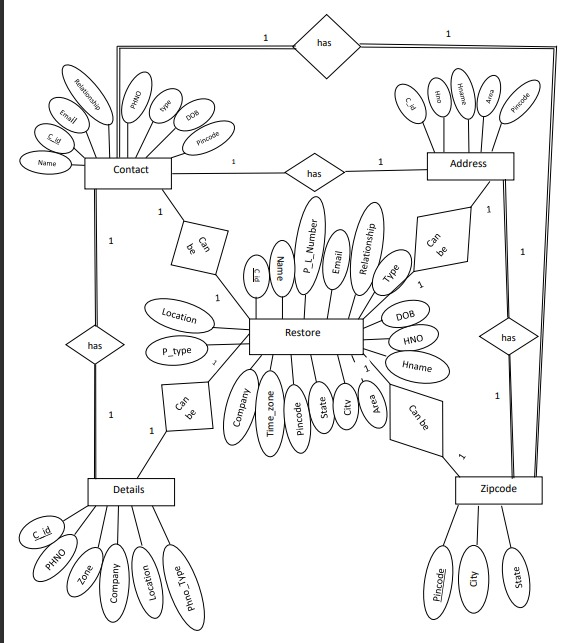 1
has
1
Relationship
PHNO
type
DOB
Email
C_id
Name
Pincode
C_id
Hno
Hname
Area
Pincode
Contact
1
has
1
Address
1
Can
be
1
1
Can
be
1
c_id
Name
P_L_Number
Email
Relationship
Type
1
1
Location
P_type
Restore
DOB
HNO
Hname
has
has
1
1
Can
be
Company
Time_zone
Pincode
State
City
Area
Can be
1
1
1
1
Details
Zipcode
C_id
PHNO
Zone
Company
Location
Phno_Type
Pincode
City
State